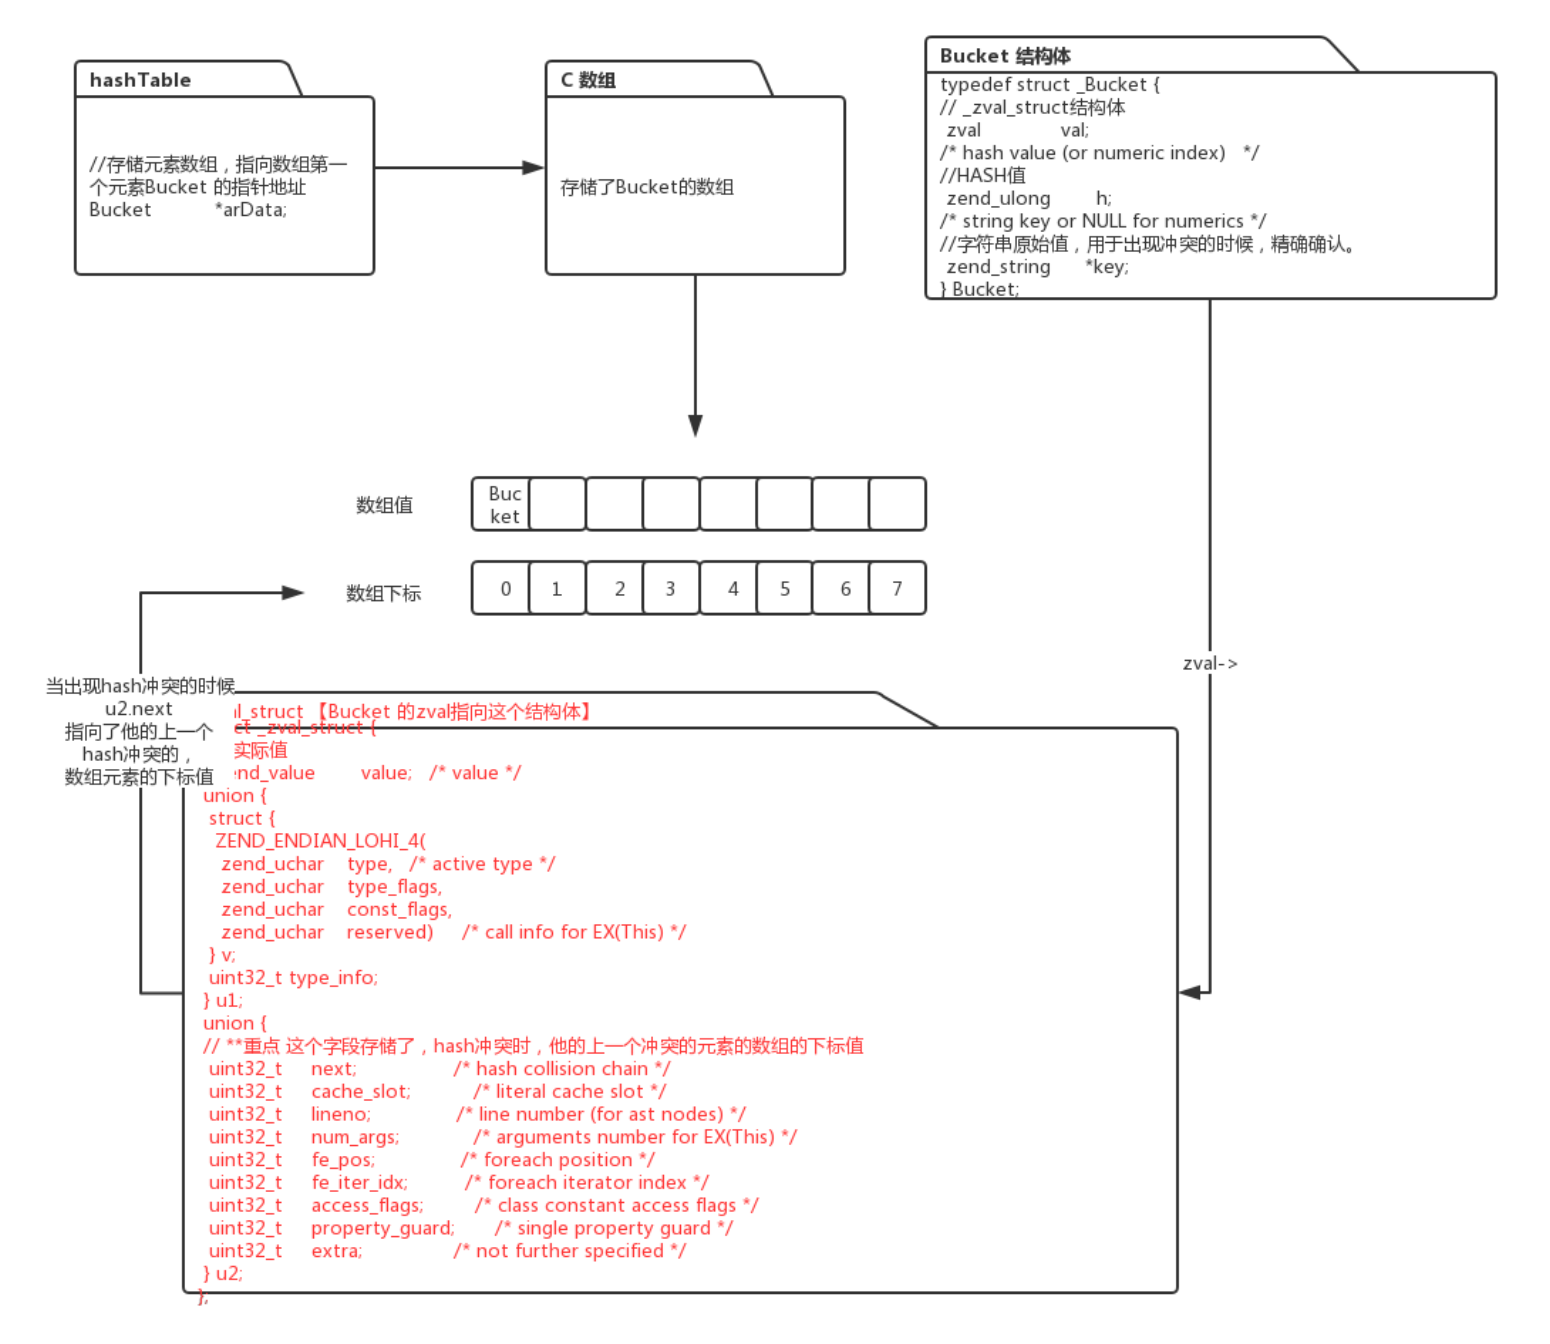 hashTable
//存储元素数组，指向数组第一
个元素Bucket 的指针地址
Bucket *arData;
C 数组
存储了Bucket的数组
Bucket 结构体
typedef struct _Bucket {
// _zval_struct结构体
zval val;
/* hash value (or numeric index) */
//HASH值
zend_ulong h;
/* string key or NULL for numerics */
//字符串原始值，用于出现冲突的时候，精确确认。
zend_string *key;
} Bucket;
数组值
Buc
ket
数组下标
0 1 2 3 4 5 6 7
zval->
当出现hash冲突的时候
u2.next
指向了他的上一个
hash冲突的，
数组元素的下标值
l_struct 【Bucket 的zval指向这个结构体】
ct _zval_struct {
实际值
end_value value; /* value */
union {
struct {
ZEND_ENDIAN_LOHI_4(
zend_uchar type, /* active type */
zend_uchar type_flags,
zend_uchar const_flags,
zend_uchar reserved) /* call info for EX(This) */
} v;
uint32_t type_info;
} u1;
union {
// **重点 这个字段存储了，hash冲突时，他的上一个冲突的元素的数组的下标值
uint32_t next; /* hash collision chain */
uint32_t cache_slot; /* literal cache slot */
uint32_t lineno; /* line number (for ast nodes) */
uint32_t num_args; /* arguments number for EX(This) */
uint32_t fe_pos; /* foreach position */
uint32_t fe_iter_idx; /* foreach iterator index */
uint32_t access_flags; /* class constant access flags */
uint32_t property_guard; /* single property guard */
uint32_t extra; /* not further specified */
} u2;
};